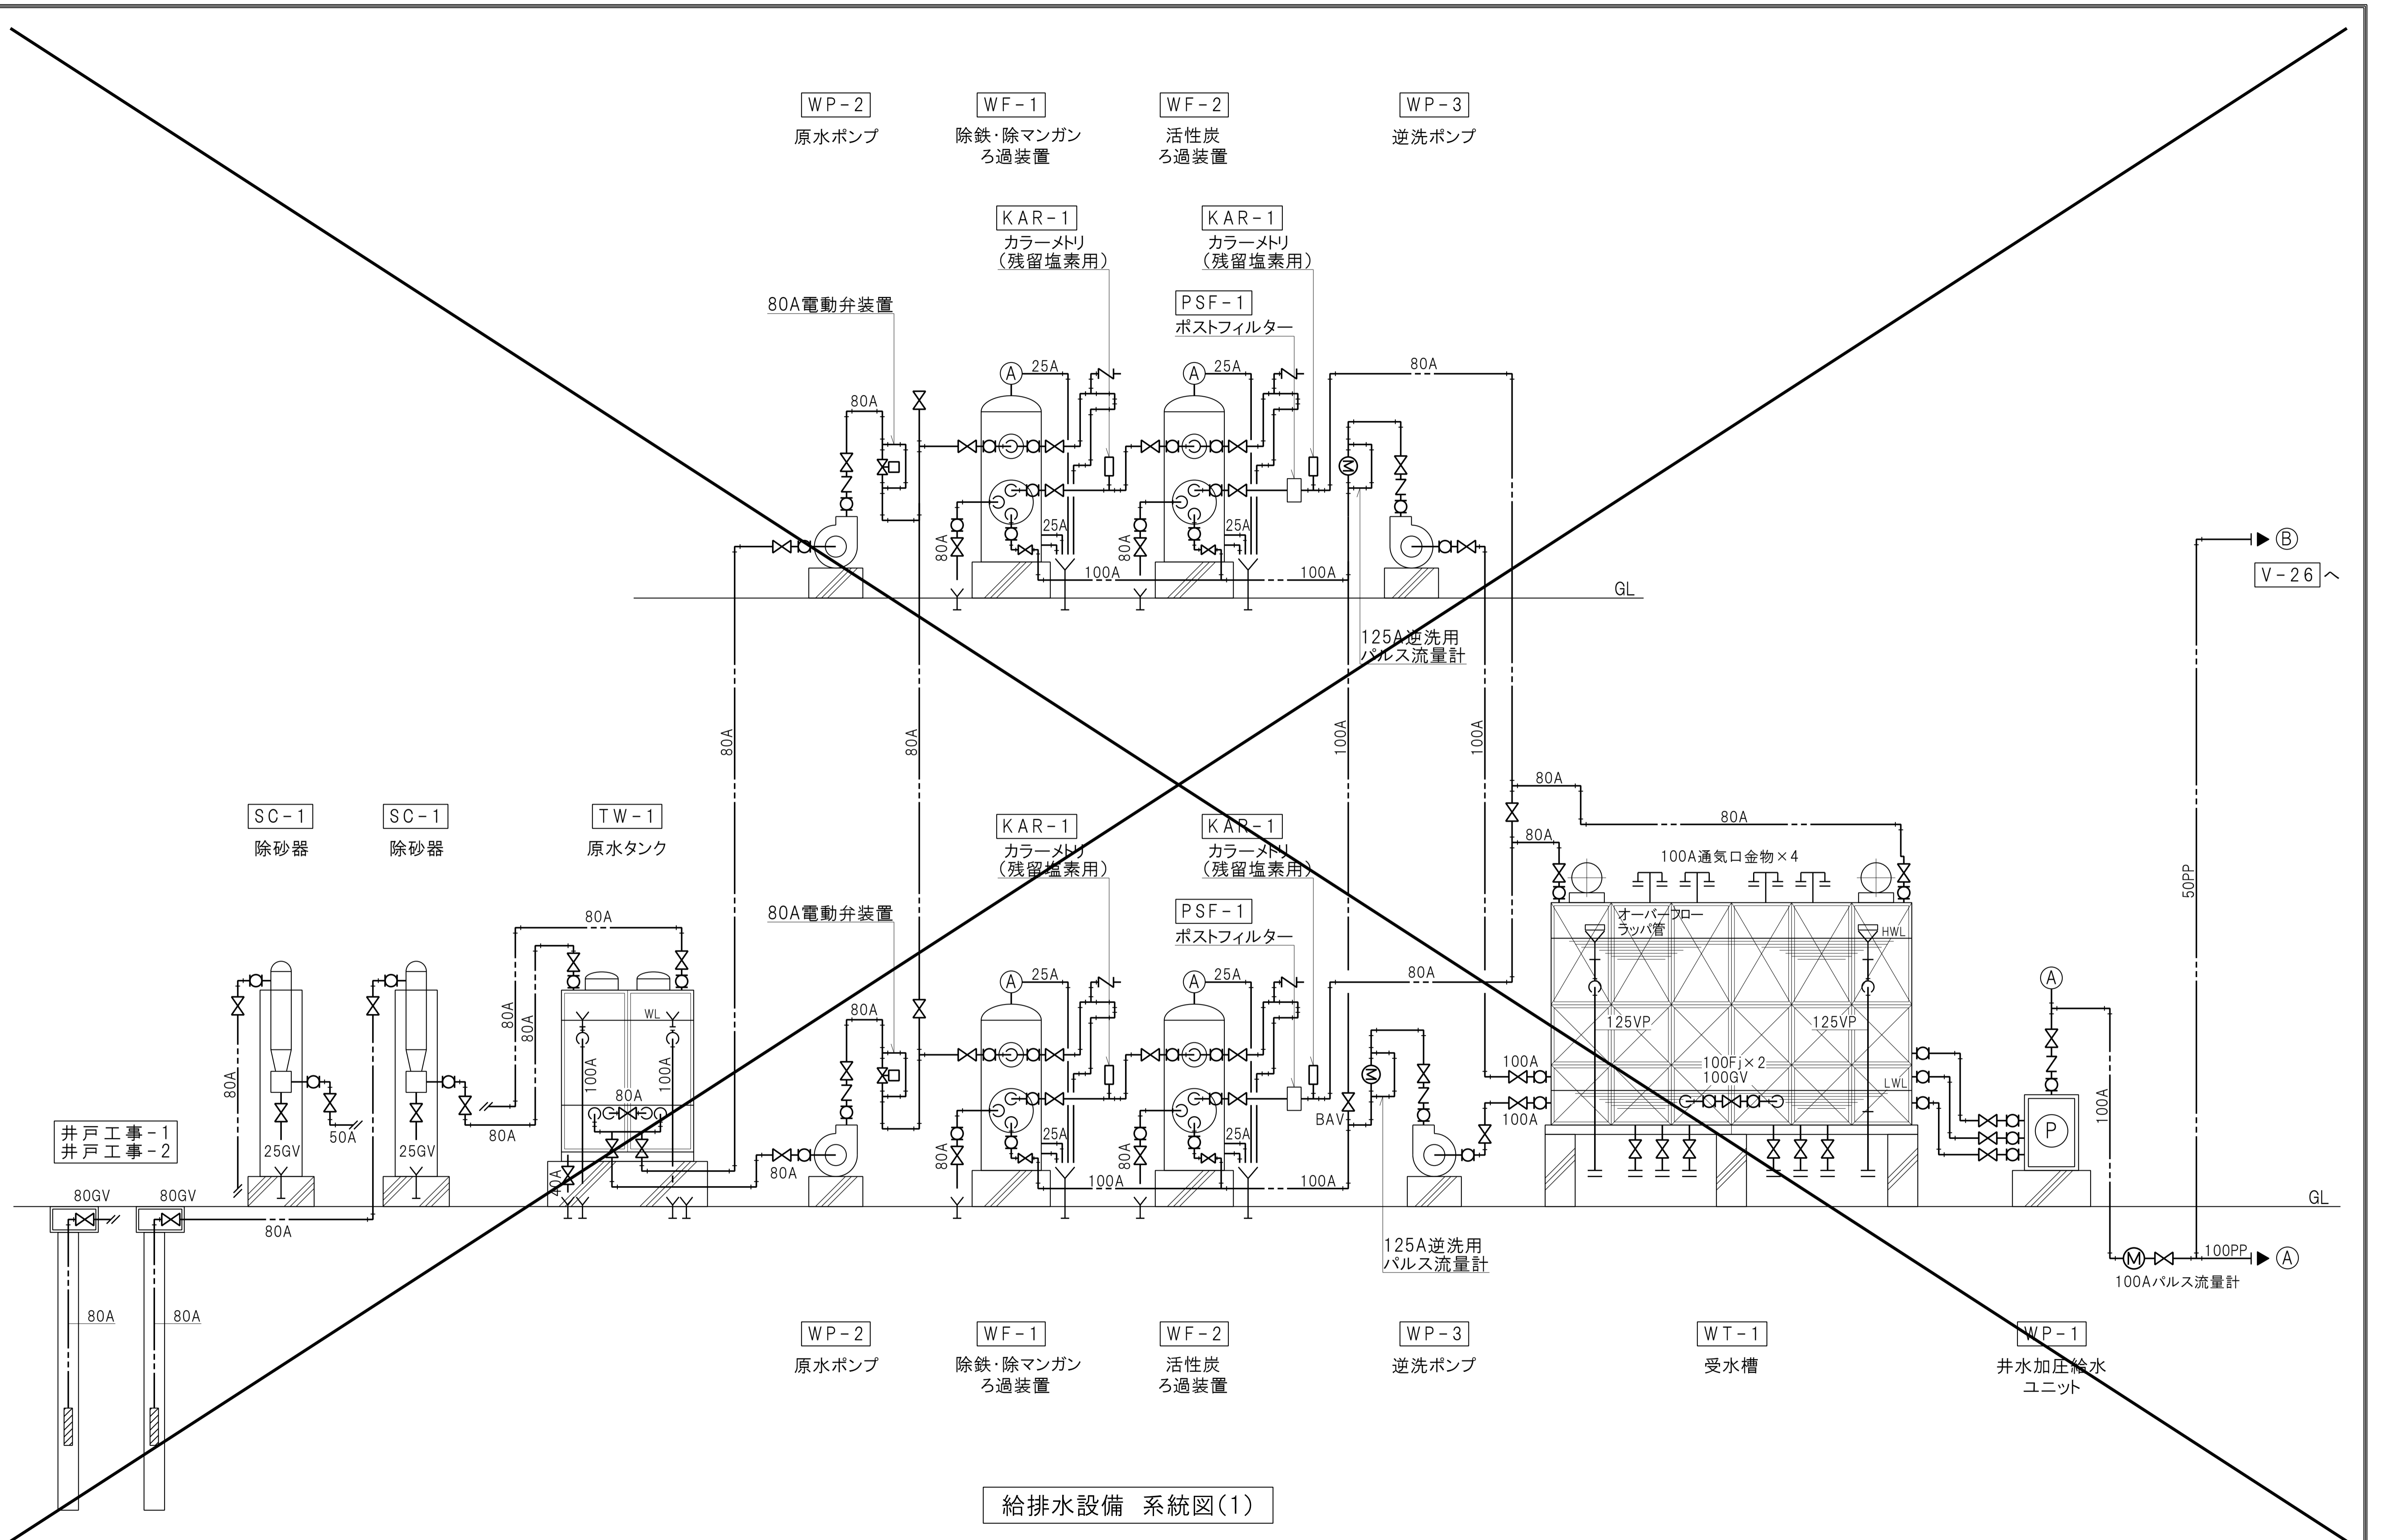 WP-2
原水ポンプ
WF-1
除鉄・除マンガン
ろ過装置
WF-2
活性炭
ろ過装置
WP-3
逆洗ポンプ
KAR-1
カラーメトリ
(残留塩素用)
KAR-1
カラーメトリ
(残留塩素用)
80A電動弁装置
PSF-1
ポストフィルター
A
25A
A
25A
80A
80A
M
25A
25A
80A
80A
100A
100A
GL
B
V-26へ
125A逆洗用
パルス流量計
80A
80A
100A
100A
80A
80A
80A
50PP
SC-1
除砂器
SC-1
除砂器
TW-1
原水タンク
KAR-1
カラーメトリ
(残留塩素用)
KAR-1
カラーメトリ
(残留塩素用)
100A通気口金物×4
80A電動弁装置
PSF-1
ポストフィルター
オーバーフロー
ラッパ管
HWL
80A
80A
80A
WL
100A
100A
80A
A
25A
A
25A
80A
80A
M
125VP
125VP
A
100Fj×2
100GV
LWL
100A
100A
100A
P
80A
50A
80A
25GV
25GV
40A
80A
80A
80A
25A
25A
100A
100A
BAV
井戸工事-1
井戸工事-2
80GV
80GV
80A
GL
125A逆洗用
パルス流量計
M
100PP
A
100Aパルス流量計
80A
80A
WP-2
原水ポンプ
WF-1
除鉄・除マンガン
ろ過装置
WF-2
活性炭
ろ過装置
WP-3
逆洗ポンプ
WT-1
受水槽
WP-1
井水加圧給水
ユニット
給排水設備 系統図(1)